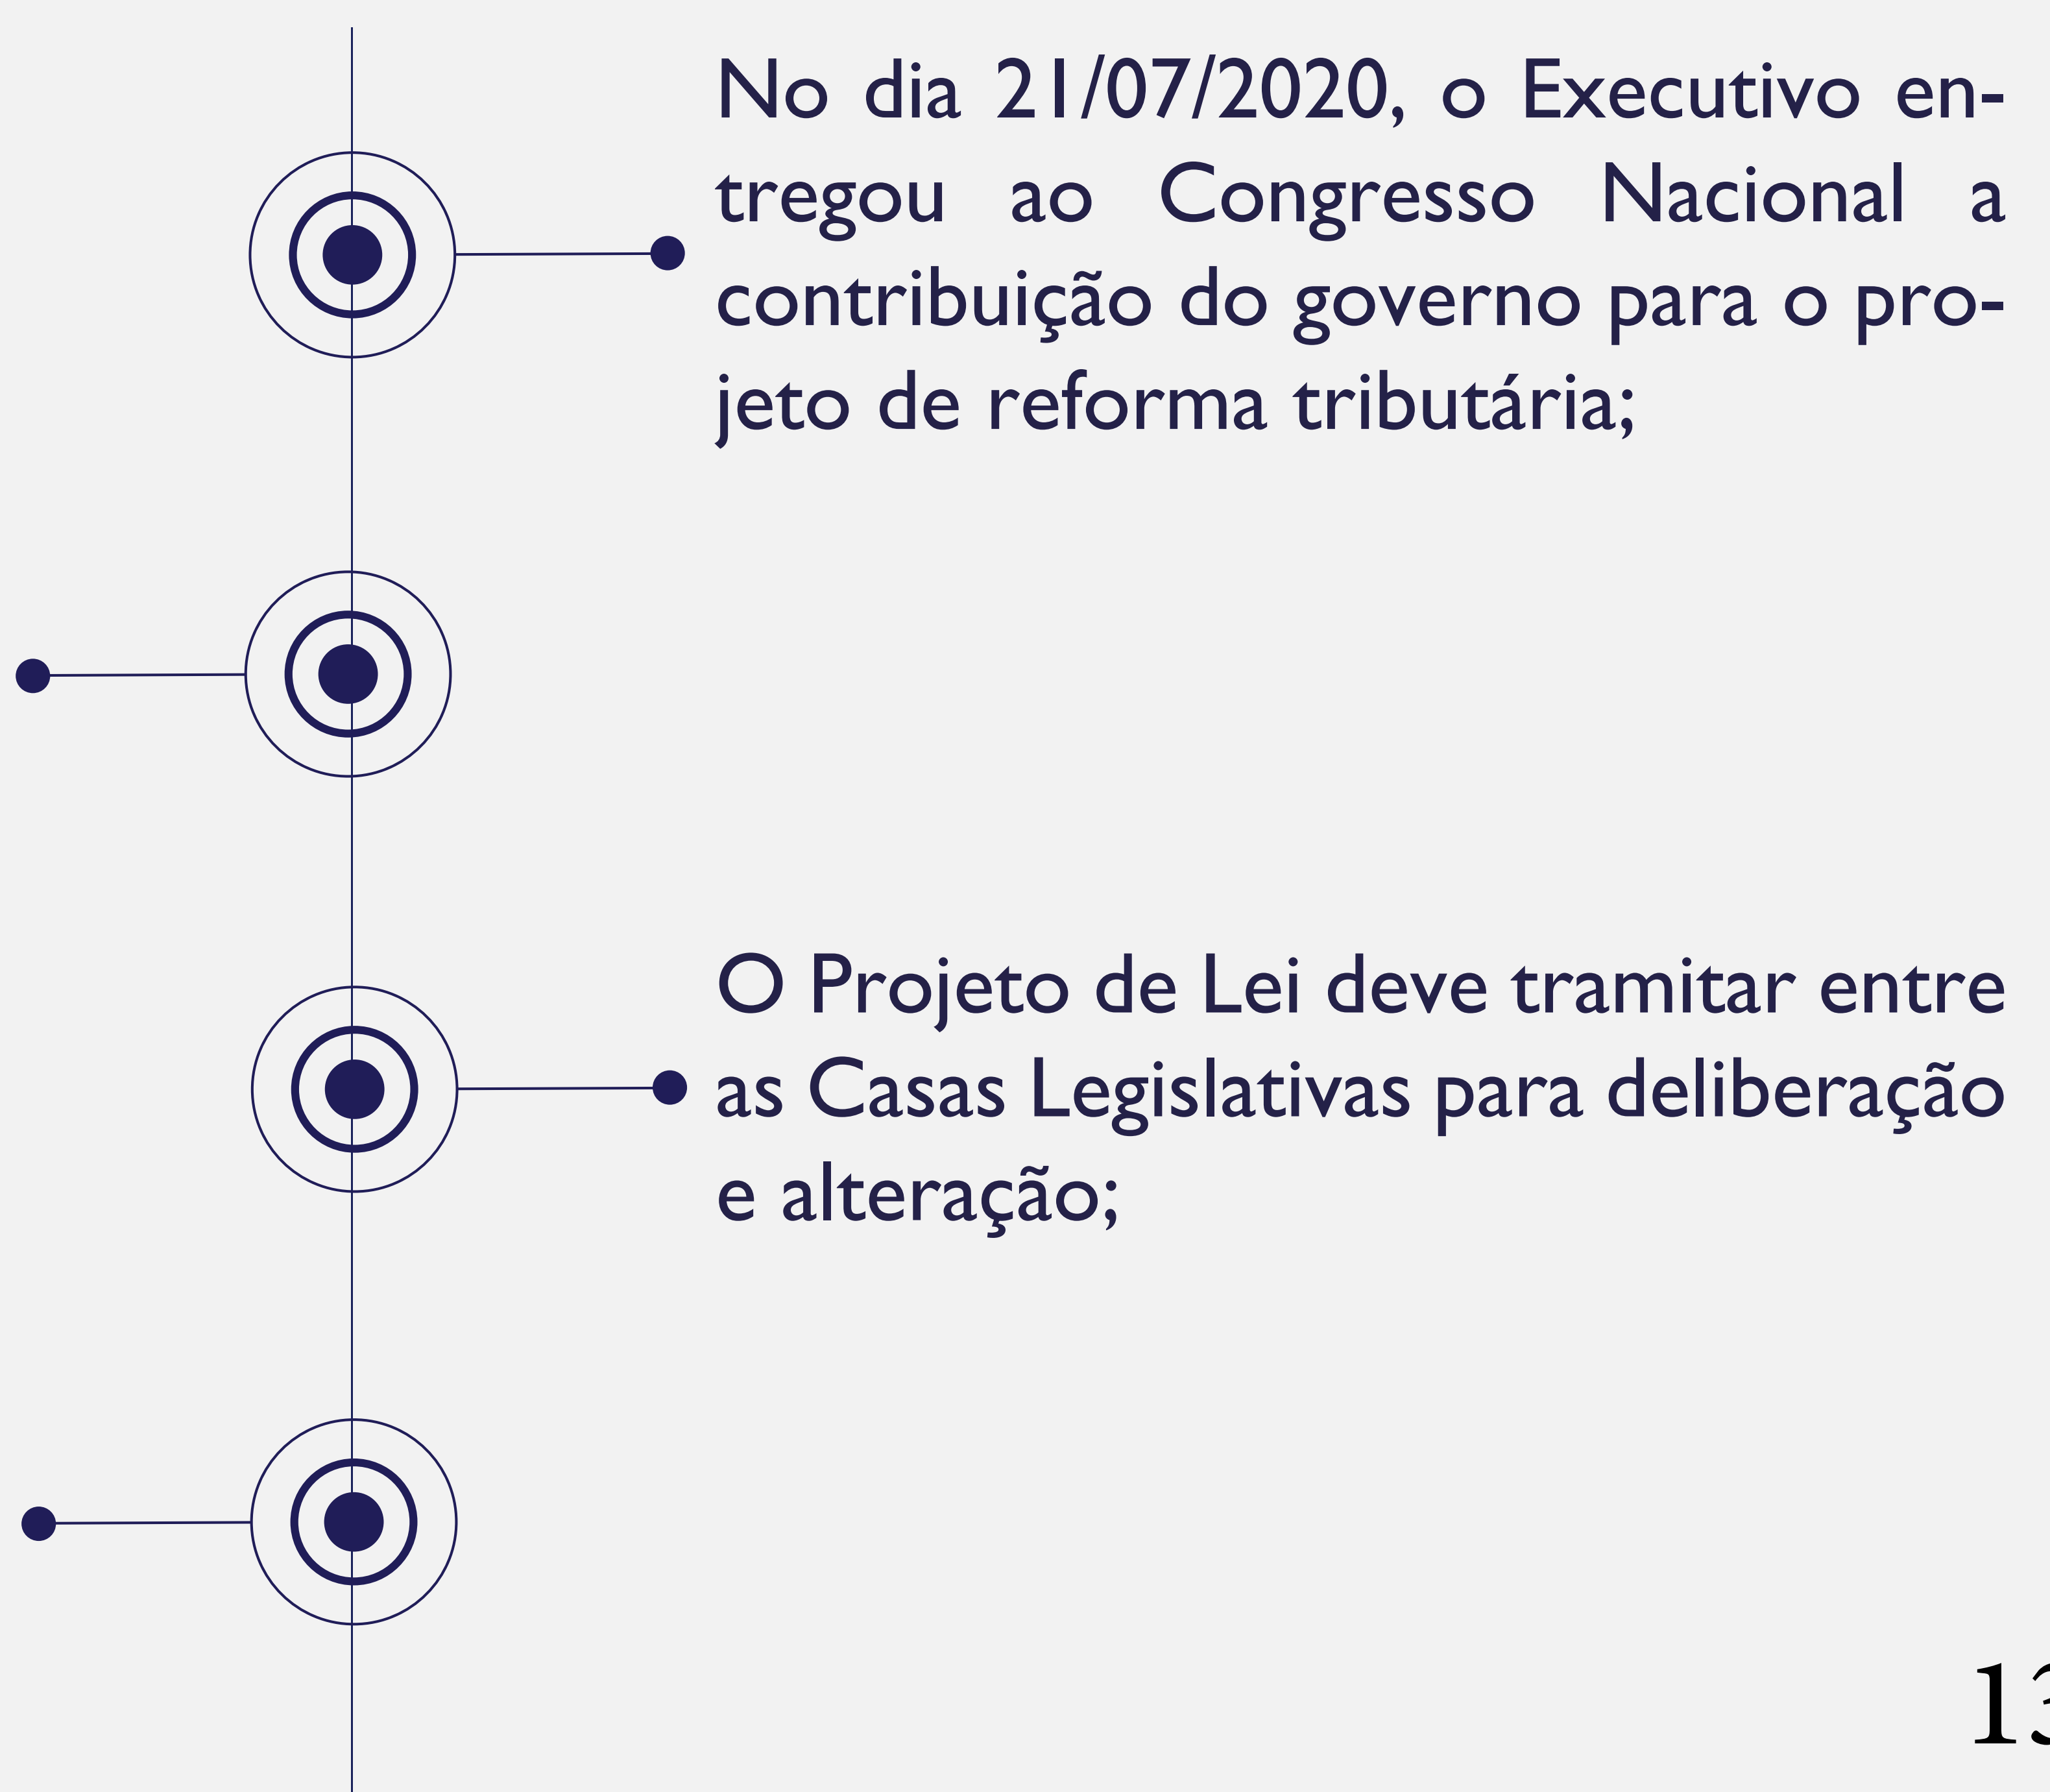 No dia 21/07/2020, o Executivo en-
tregou ao Congresso Nacional a
contribuição do governo para o pro-
jeto de reforma tributária;
O Projeto de Lei deve tramitar entre
as Casas Legislativas para deliberação
e alteração;
13